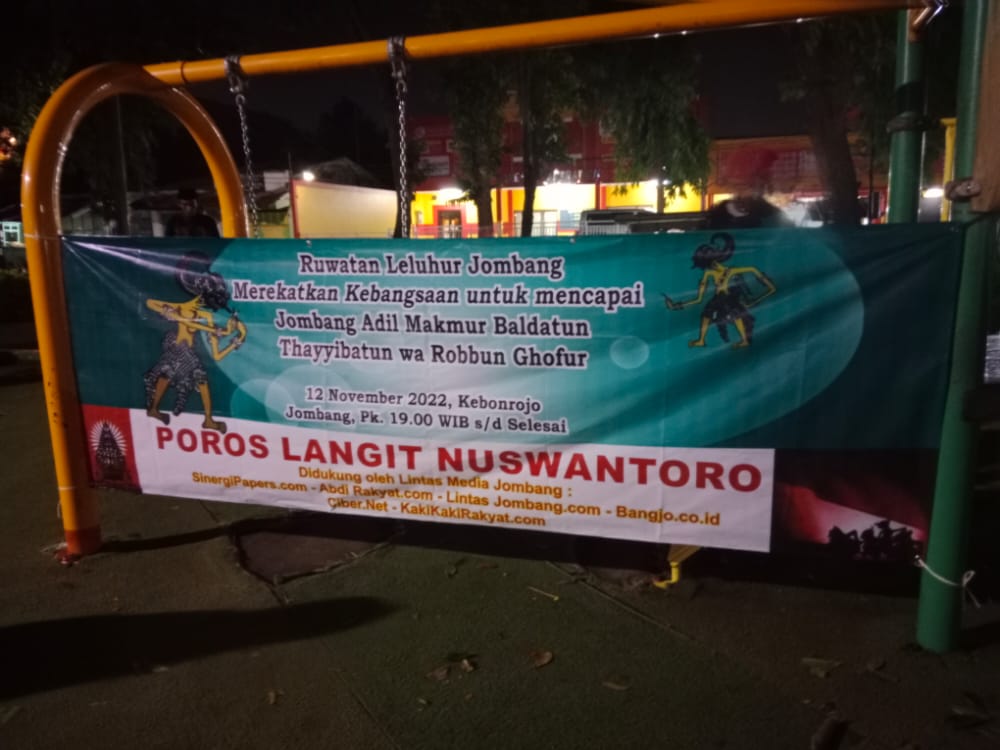 Ruwatan Leluhur Jombang
Merekatkan Kebangsaan untuk mencapai
Jombang Adil Makmur Baldatun
Thayyibatun wa Robbun Ghofur
12 November 2022, Kebonrojo
Jombang, Pk. 19.00 WIB s/d Selesai
POROS LANGIT NUSWANTORO
Didukung oleh Lintas Media Jombang :
SinergiPapers.com - Abdi Rakyat.com - Lintas Jombang.com - Bangjo.co.id
Ciber.Net - KakiKakiRakyat.com